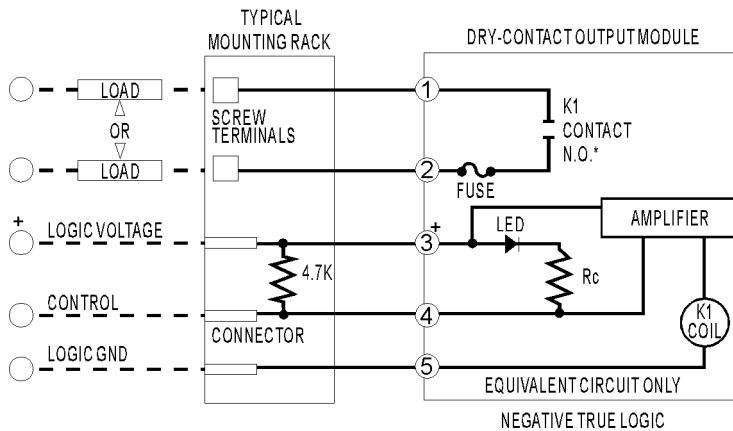 TYPICAL
MOUNTING RACK
DRY-CONTACT OUTPUT MODULE
LOAD
OR
LOAD
SCREW
TERMINALS
1
K1
CONTACT
N.O.*
2
FUSE
+
LOGIC VOLTAGE
3
+
LED
AMPLIFIER
4.7K
Rc
CONTROL
4
CONNECTOR
K1
COIL
LOGIC GND
5
EQUIVALENT CIRCUIT ONLY
NEGATIVE TRUE LOGIC